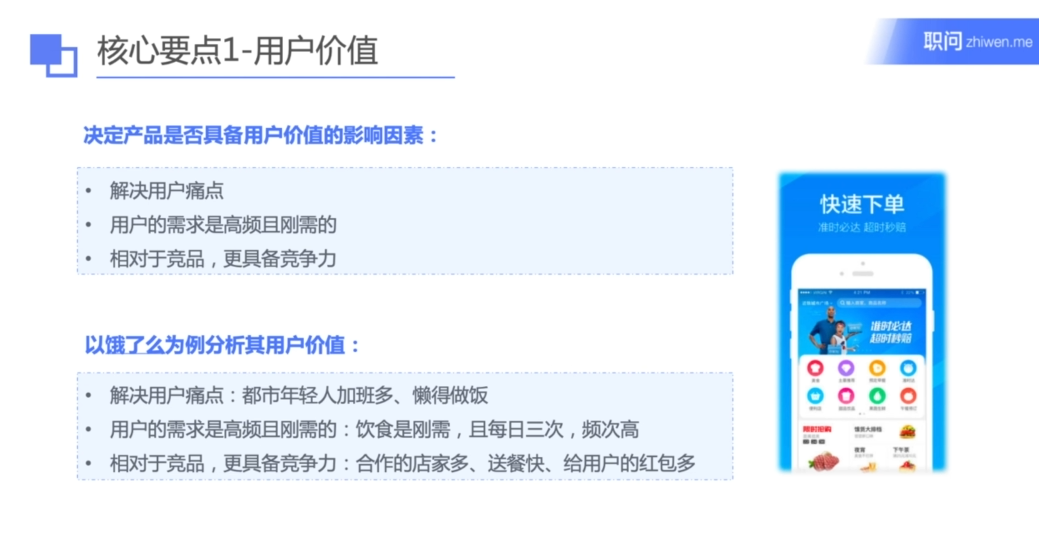 核心要点1-用户价值
职问 zhiwen.me
决定产品是否具备用户价值的影响因素：
• 解决用户痛点
• 用户的需求是高频且刚需的
• 相对于竞品，更具备竞争力
以饿了么为例分析其用户价值：
• 解决用户痛点：都市年轻人加班多、懒得做饭
• 用户的需求是高频且刚需的：饮食是刚需，且每日三次，频次高
• 相对于竞品，更具备竞争力：合作的店家多、送餐快、给用户的红包多
快速下单
准时必达 超时秒赔
准时必达
超时秒赔
限时抢购
下午茶